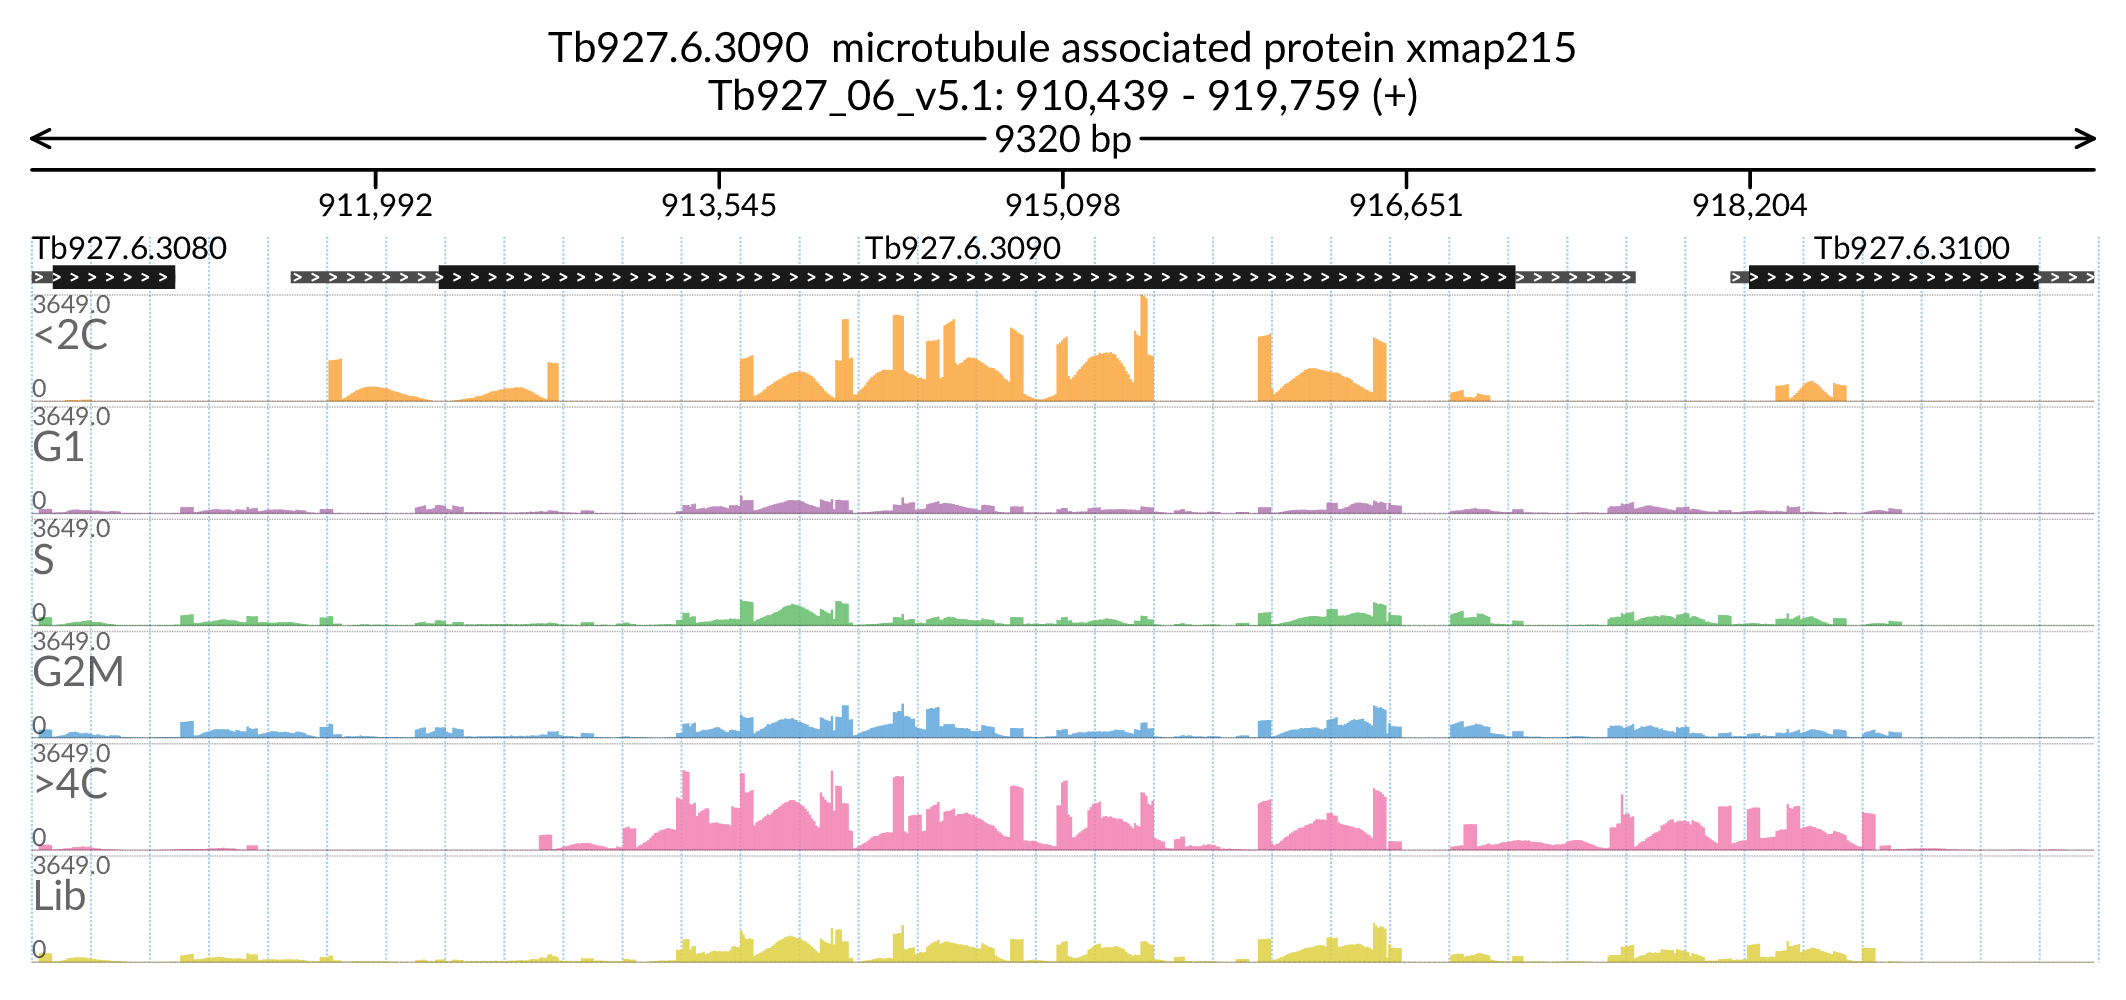 Tb927.6.3090  microtubule associated protein xmap215
Tb927_06_v5.1: 910,439 - 919,759 (+)
9320 bp
911,992 913,545 915,098 916,651 918,204
Tb927.6.3080 Tb927.6.3090 Tb927.6.3100
3649.0
<2C
0
3649.0
G1
0
3649.0
S
0
3649.0
G2M
0
3649.0
>4C
0
3649.0
Lib
0